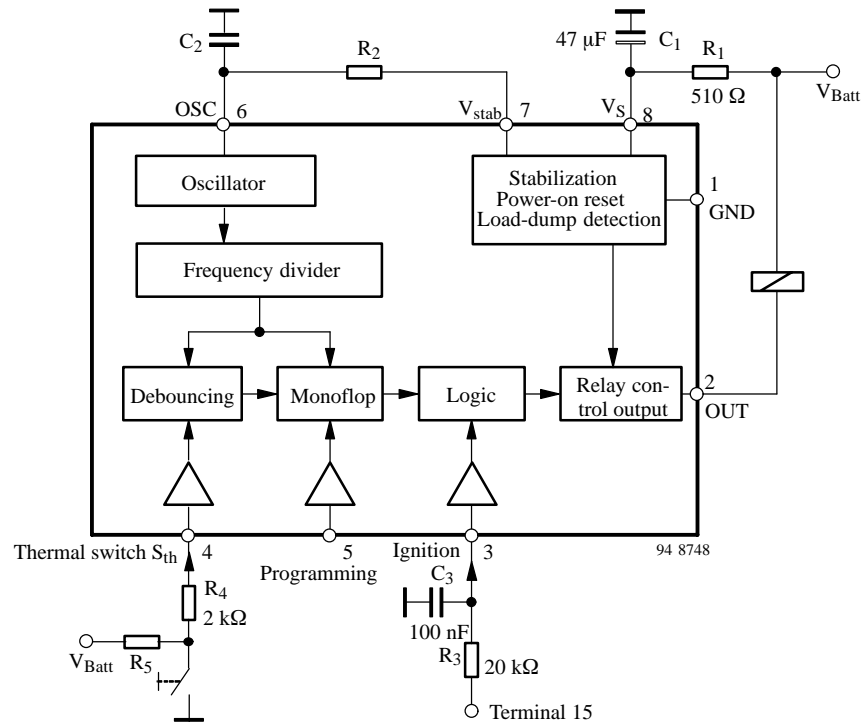 C2
R2
47 µF
C1
R1
510 Ω
VBatt
OSC
6
Vstab
7
VS
8
Oscillator
Stabilization
Power-on reset
Load-dump detection
1
GND
Frequency divider
Debouncing
Monoflop
Logic
Relay con-
trol output
2
OUT
Thermal switch Sth
4
5
Programming
Ignition
3
94 8748
R4
2 kΩ
C3
100 nF
VBatt
R5
R3
20 kΩ
Terminal 15